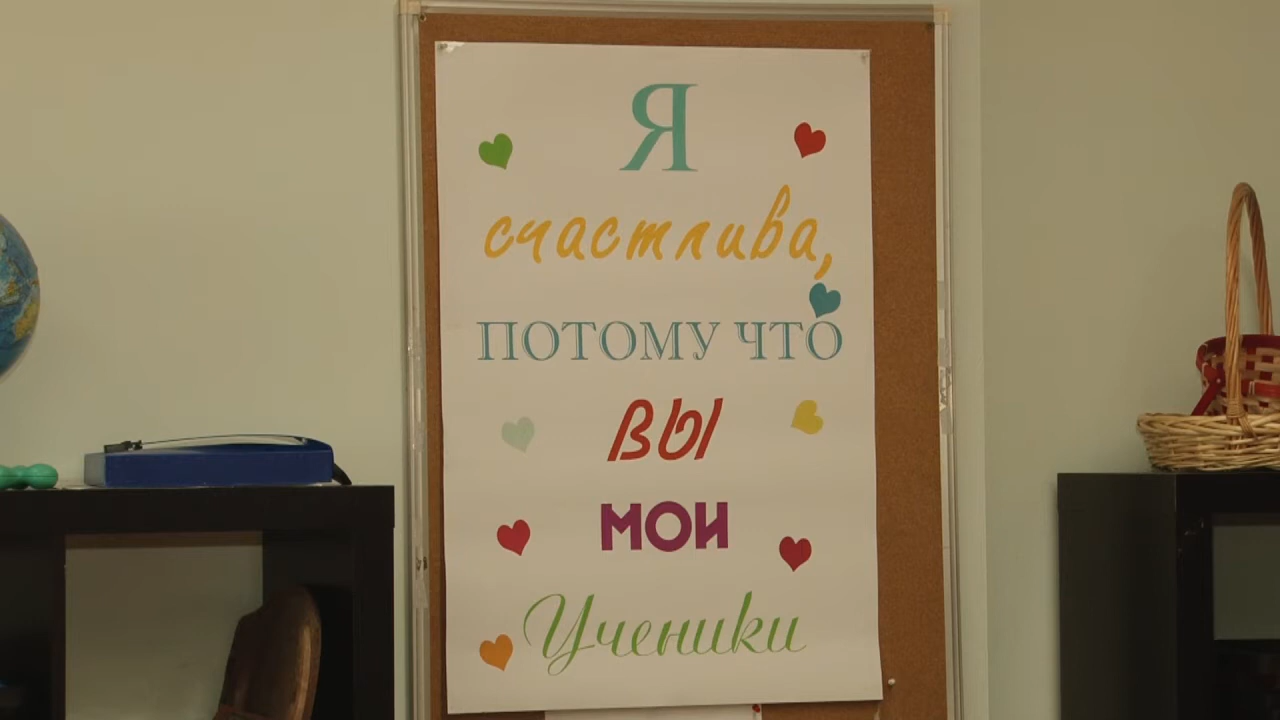 Я
счастлива,
ПОТОМУ ЧТО
ВЫ
МОИ
Ученики